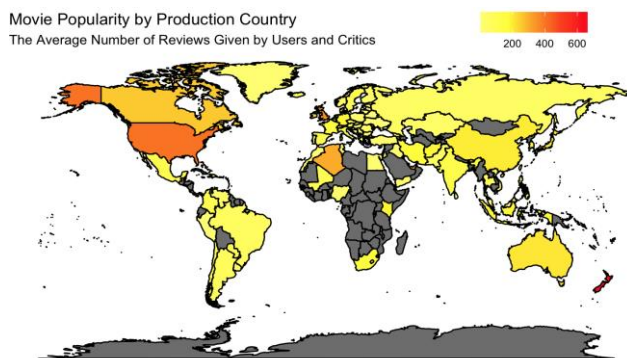 Movie Popularity by Production Country
The Average Number of Reviews Given by Users and Critics
200 400 600